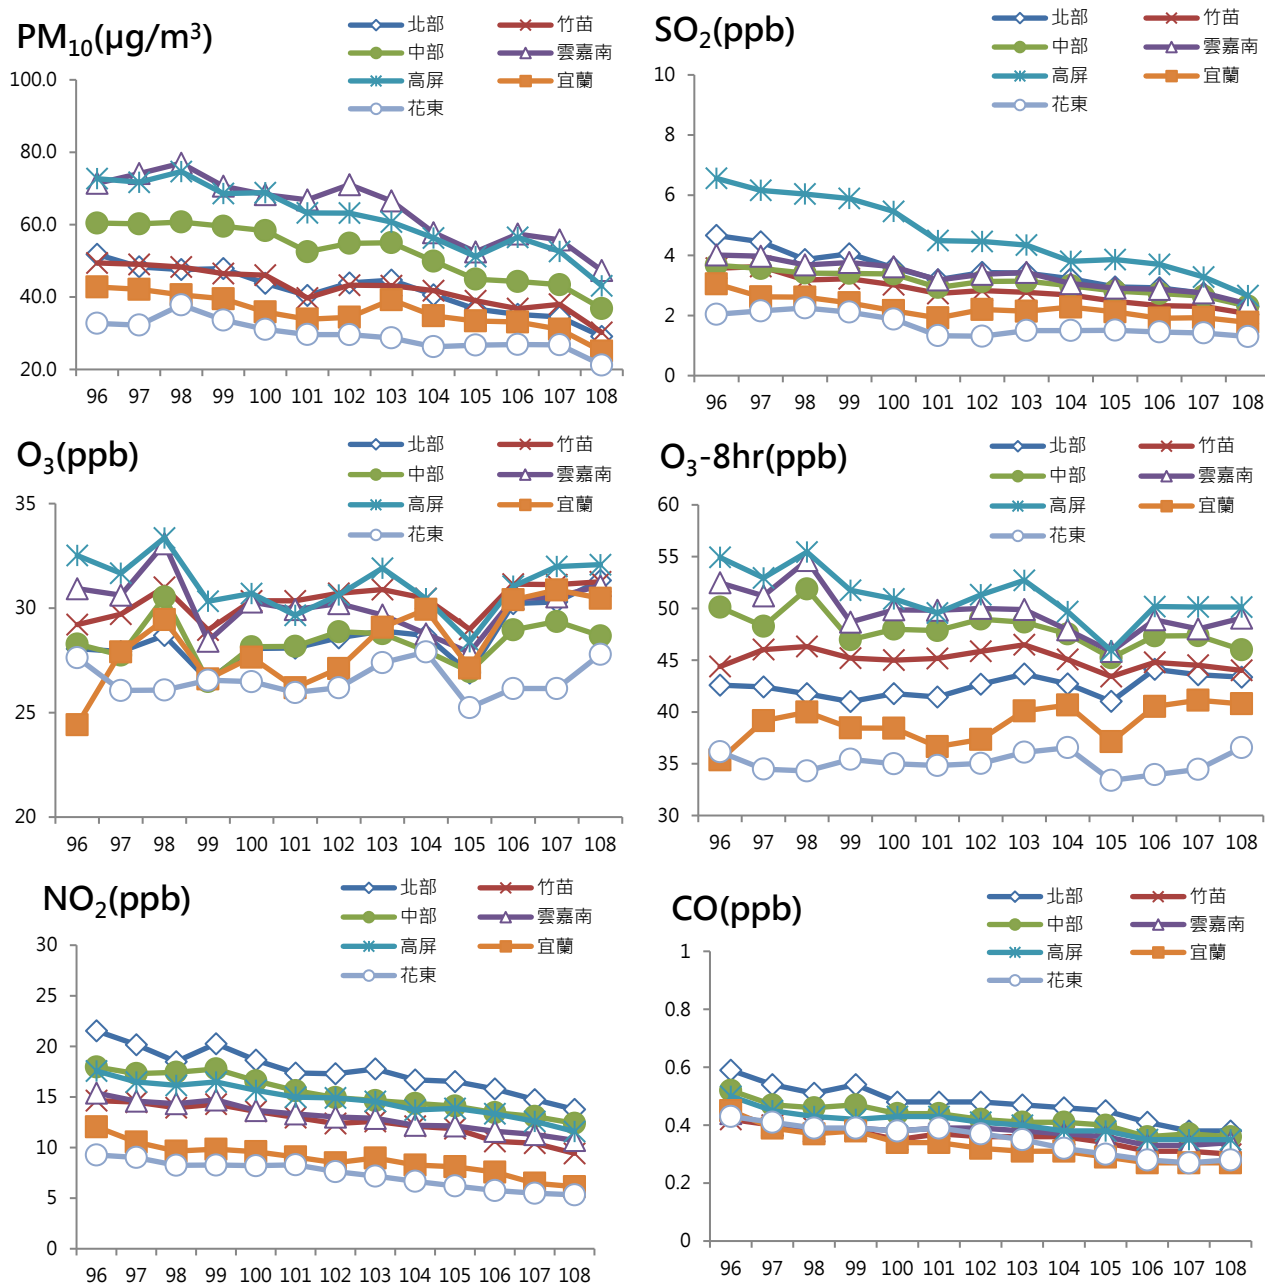 PM₁₀(μg/m³)
北部 竹苗
中部 雲嘉南
高屏 宜蘭
花東
100.0
80.0
60.0
40.0
20.0
96 97 98 99 100 101 102 103 104 105 106 107 108
SO₂(ppb)
北部 竹苗
中部 雲嘉南
高屏 宜蘭
花東
10
8
6
4
2
0
96 97 98 99 100 101 102 103 104 105 106 107 108
O₃(ppb)
北部 竹苗
中部 雲嘉南
高屏 宜蘭
花東
35
30
25
20
96 97 98 99 100 101 102 103 104 105 106 107 108
O₃-8hr(ppb)
北部 竹苗
中部 雲嘉南
高屏 宜蘭
花東
60
55
50
45
40
35
30
96 97 98 99 100 101 102 103 104 105 106 107 108
NO₂(ppb)
北部 竹苗
中部 雲嘉南
高屏 宜蘭
花東
30
25
20
15
10
5
0
96 97 98 99 100 101 102 103 104 105 106 107 108
CO(ppb)
北部 竹苗
中部 雲嘉南
高屏 宜蘭
花東
1
0.8
0.6
0.4
0.2
0
96 97 98 99 100 101 102 103 104 105 106 107 108